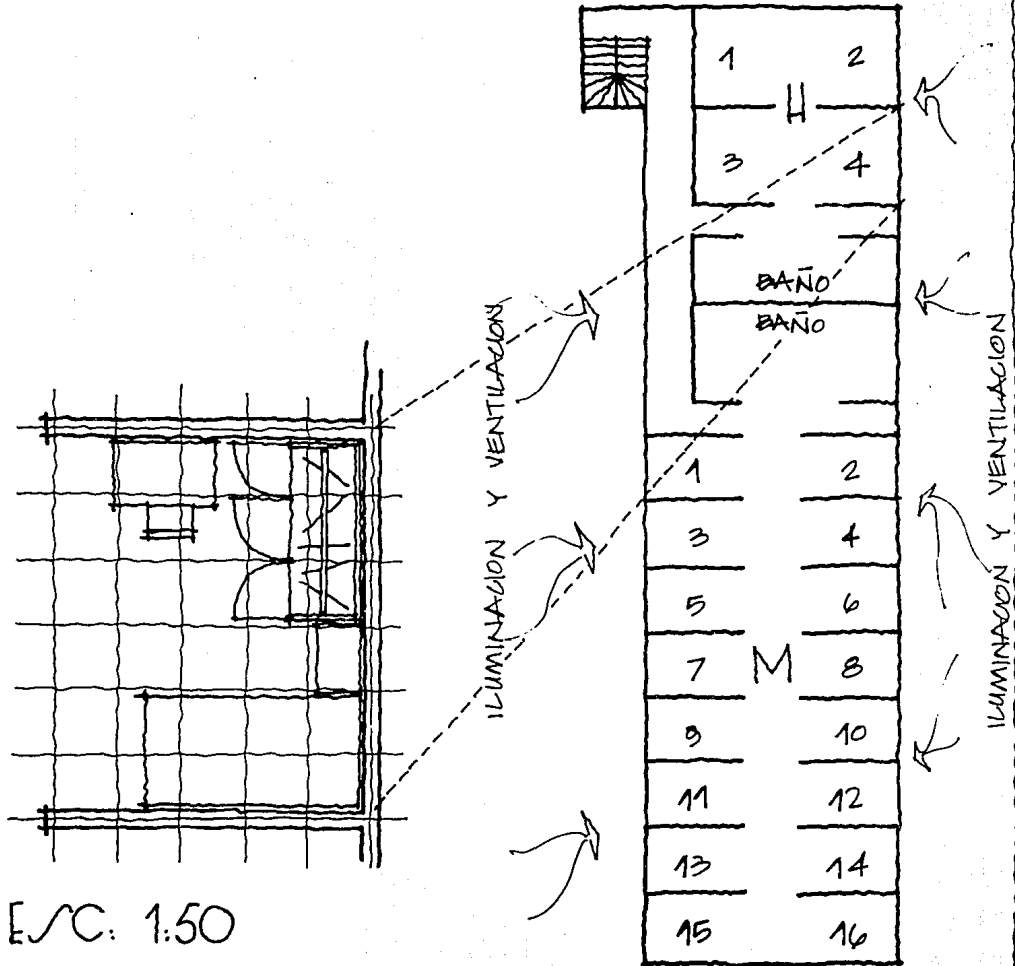 1 2
H
3 4
BAÑO
BAÑO
ILUMINACION Y VENTILACION
ILUMINACION Y VENTILACION
1 2
3 4
5 6
7 M 8
9 10
11 12
13 14
15 16
ESC: 1:50